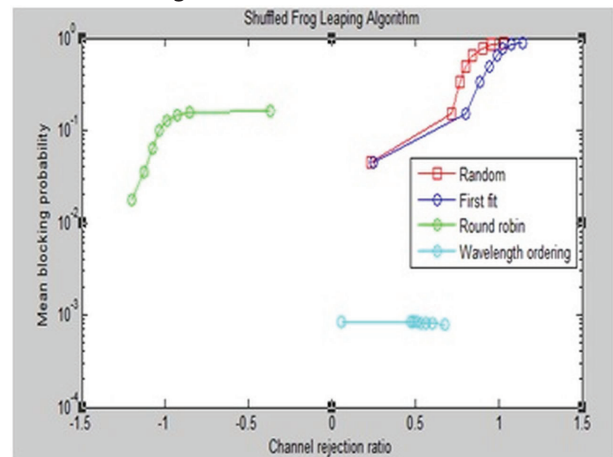 Shuffled Frog Leaping Algorithm
10^0
10^-1
10^-2
10^-3
10^-4
Mean blocking probability
Random
First fit
Round robin
Wavelength ordering
-1.5 -1 -0.5 0 0.5 1 1.5
Channel rejection ratio